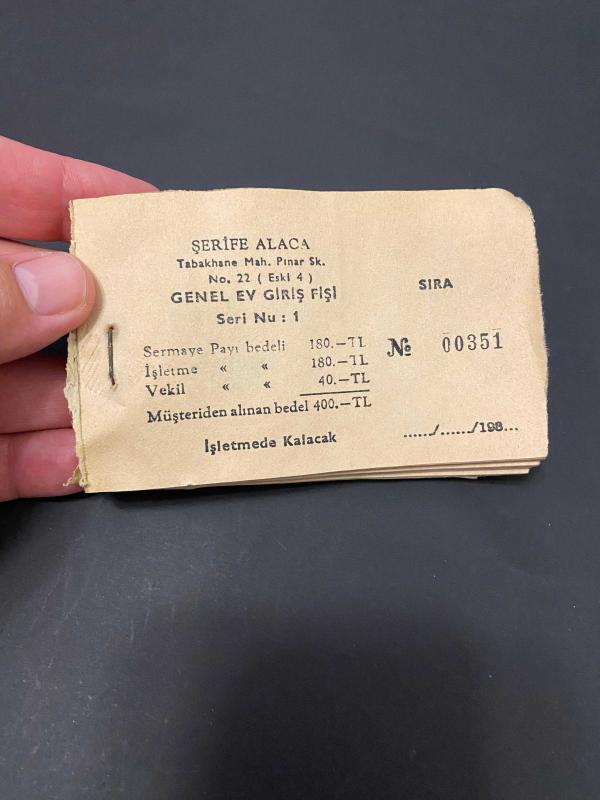 ŞERİFE ALACA
Tabakhane Mah. Pınar Sk.
No. 22 ( Eski 4 )
GENEL EV GİRİŞ FİŞİ
Seri Nu : 1
SIRA
№ 00351
Sermaye Payı bedeli 180.—TL
İşletme « « 180.—TL
Vekil « « 40.—TL
Müşteriden alınan bedel 400.—TL
İşletmede Kalacak
....../....../198...